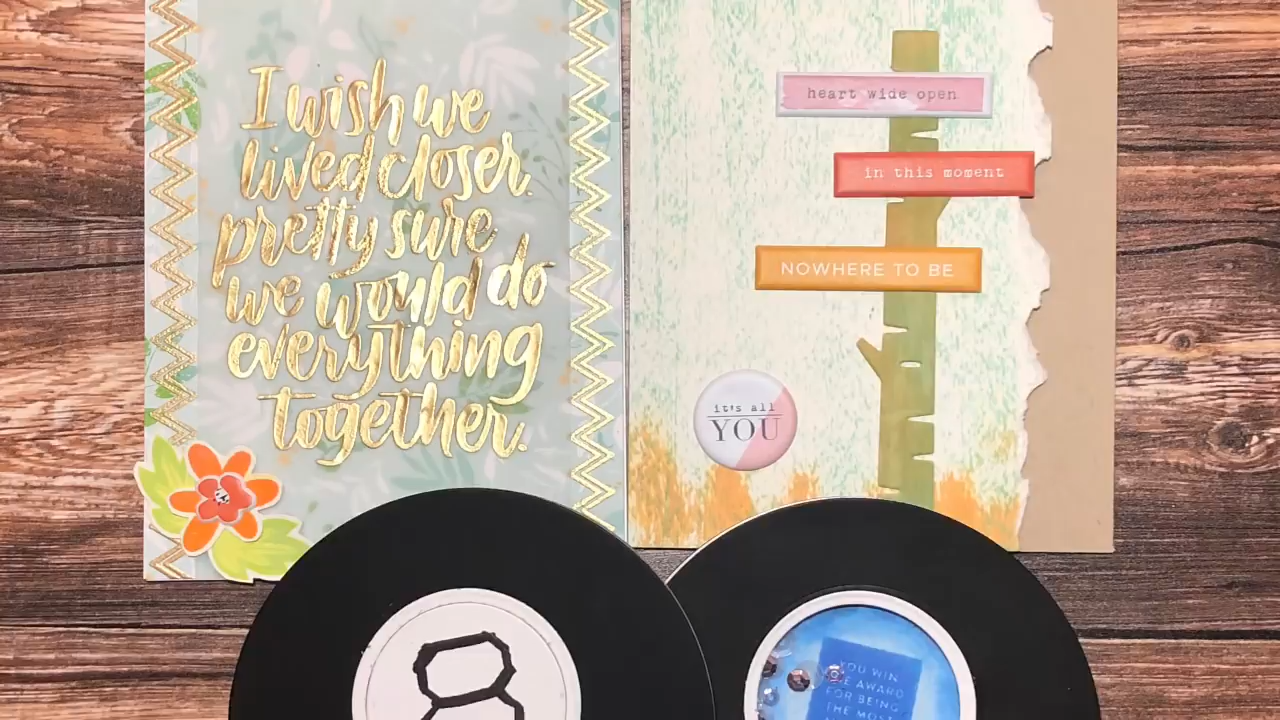 I wish we
lived closer.
pretty sure
we would do
everything
together.
heart wide open
in this moment
NOWHERE TO BE
it's all
YOU
8
YOU WIN
THE AWARD
FOR BEING
THE MOST